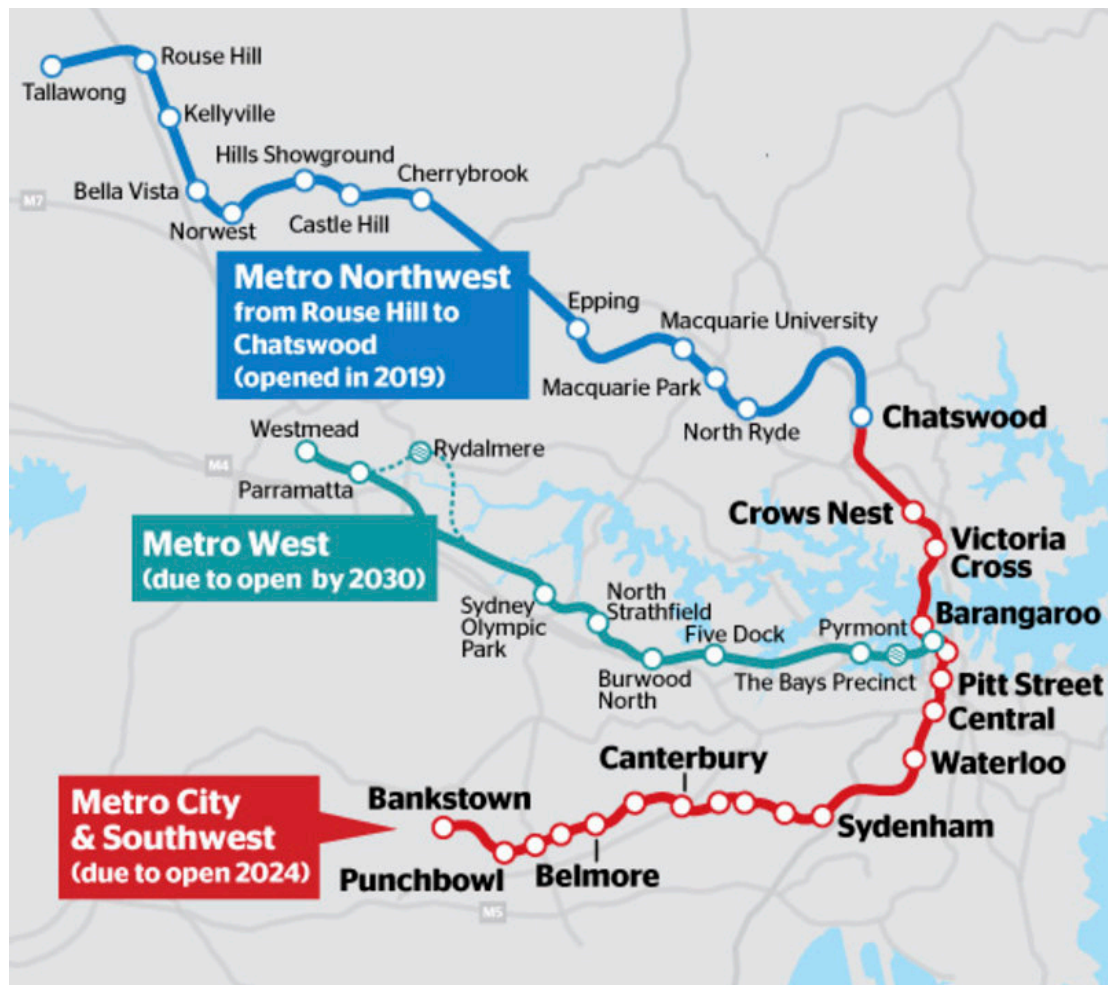 Tallawong
Rouse Hill
Kellyville
Hills Showground
Cherrybrook
M7
Bella Vista
Norwest
Castle Hill
Metro Northwest
from Rouse Hill to
Chatswood
(opened in 2019)
Epping
Macquarie University
Macquarie Park
North Ryde
Chatswood
Westmead
Rydalmere
M4
Parramatta
Crows Nest
Victoria
Cross
Metro West
(due to open by 2030)
Sydney
Olympic
Park
North
Strathfield
Five Dock
Pyrmont
Barangaroo
Burwood
North
The Bays Precinct
Pitt Street
Central
Waterloo
Canterbury
Metro City
& Southwest
(due to open 2024)
Bankstown
Sydenham
Punchbowl
Belmore
M5